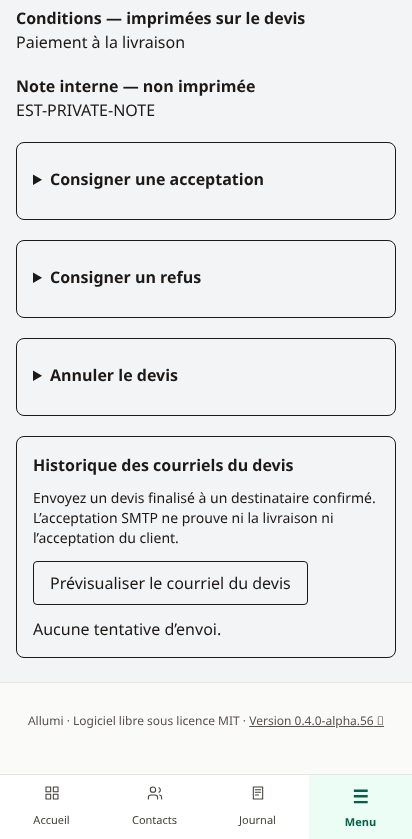 Conditions — imprimées sur le devis
Paiement à la livraison
Note interne — non imprimée
EST-PRIVATE-NOTE
Consigner une acceptation
Consigner un refus
Annuler le devis
Historique des courriels du devis
Envoyez un devis finalisé à un destinataire confirmé.
L’acceptation SMTP ne prouve ni la livraison ni
l’acceptation du client.
Prévisualiser le courriel du devis
Aucune tentative d’envoi.
Allumi · Logiciel libre sous licence MIT · Version 0.4.0-alpha.56
Accueil
Contacts
Journal
Menu